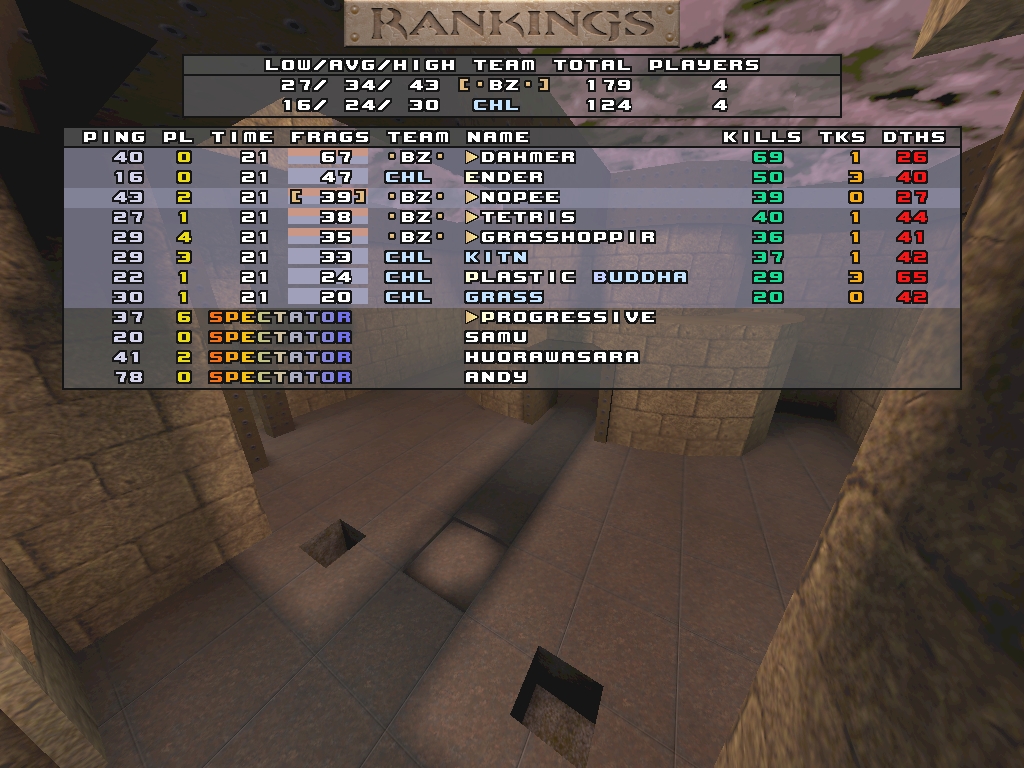 RANKINGS
LOW/AVG/HIGH TEAM TOTAL PLAYERS
27/ 34/ 43 [·BZ·] 179 4
16/ 24/ 30 CHL 124 4
PING PL TIME FRAGS TEAM NAME KILLS TKS DTHS
40 0 21 67 ·BZ· ▶DAHMER 69 1 26
16 0 21 47 CHL ENDER 50 3 40
43 2 21 [ 39] ·BZ· ▶NOPEE 39 0 27
27 1 21 38 ·BZ· ▶TETRIS 40 1 44
29 4 21 35 ·BZ· ▶GRASSHOPPIR 36 1 41
29 3 21 33 CHL KITN 37 1 42
22 1 21 24 CHL PLASTIC BUDDHA 29 3 65
30 1 21 20 CHL GRASS 20 0 42
37 6 SPECTATOR ▶PROGRESSIVE
20 0 SPECTATOR SAMU
41 2 SPECTATOR HUORAWASARA
78 0 SPECTATOR ANDY